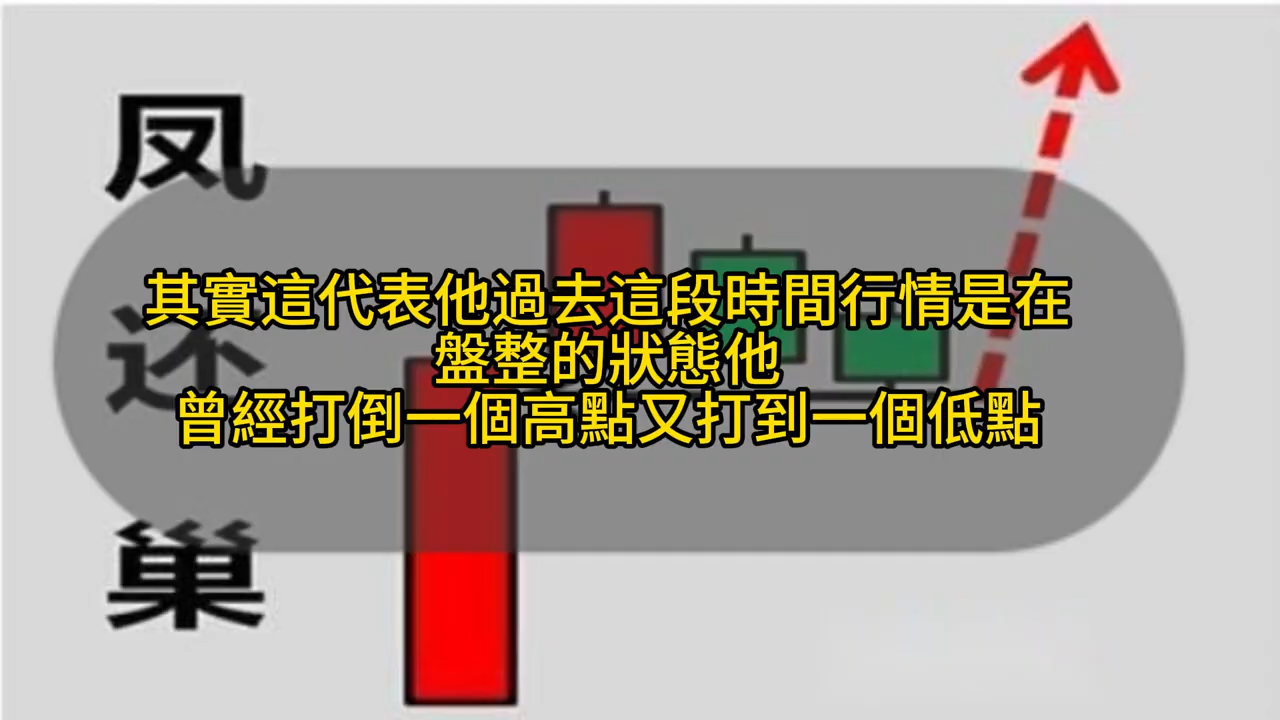 凤
还
巢
其實這代表他過去這段時間行情是在
盤整的狀態他
曾經打倒一個高點又打到一個低點